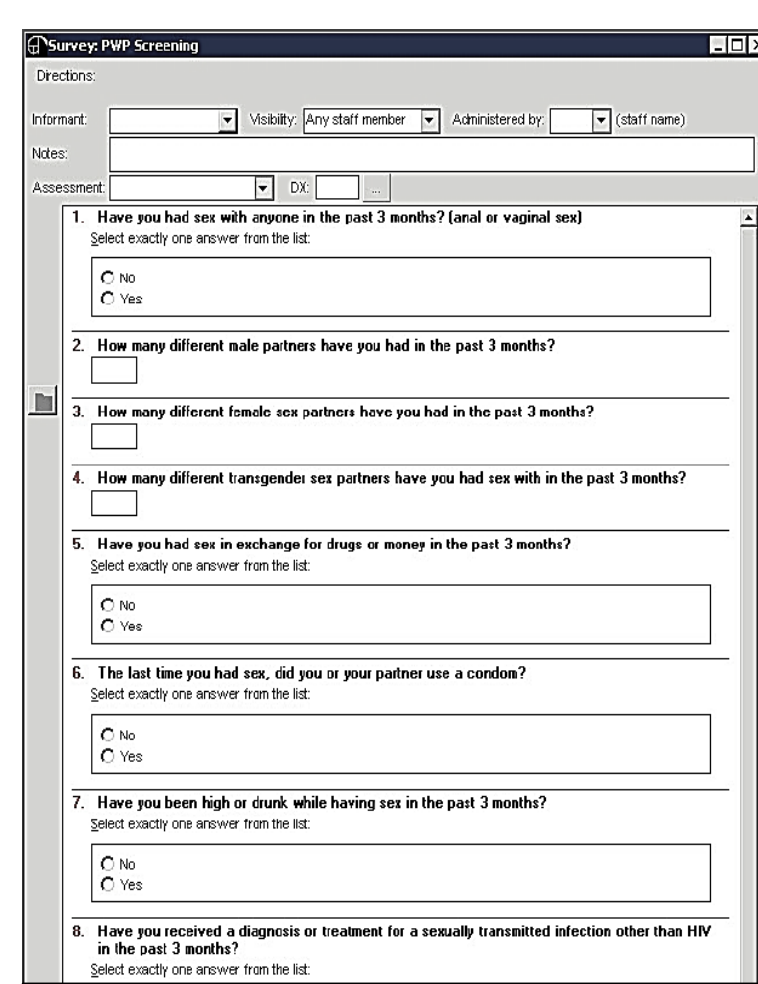 Survey: PWP Screening
Directions:
Informant: Visibility: Any staff member Administered by: (staff name)
Notes:
Assessment: DX: ...
1. Have you had sex with anyone in the past 3 months? (anal or vaginal sex)
Select exactly one answer from the list:
No
Yes
2. How many different male partners have you had in the past 3 months?
3. How many different female sex partners have you had in the past 3 months?
4. How many different transgender sex partners have you had sex with in the past 3 months?
5. Have you had sex in exchange for drugs or money in the past 3 months?
Select exactly one answer from the list:
No
Yes
6. The last time you had sex, did you or your partner use a condom?
Select exactly one answer from the list:
No
Yes
7. Have you been high or drunk while having sex in the past 3 months?
Select exactly one answer from the list:
No
Yes
8. Have you received a diagnosis or treatment for a sexually transmitted infection other than HIV
in the past 3 months?
Select exactly one answer from the list: